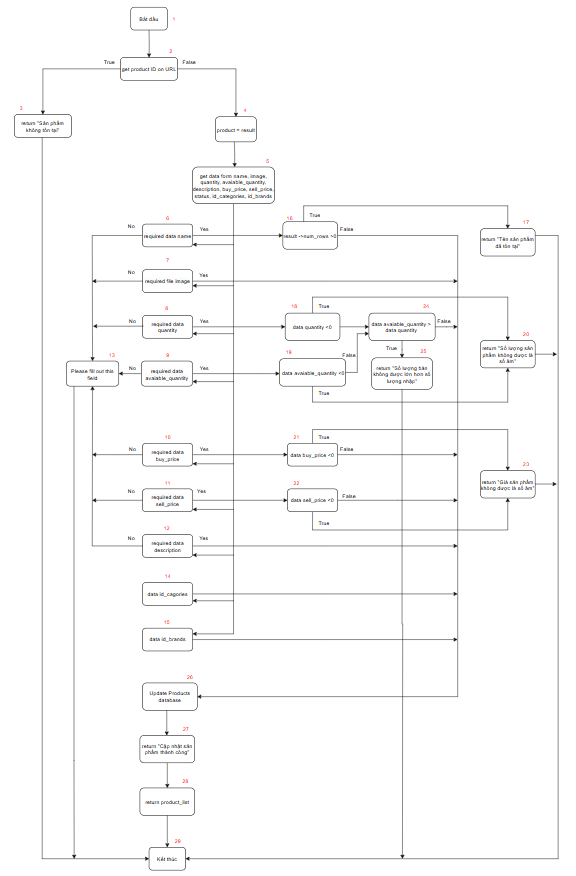 Bắt đầu
1
2
True
False
get product ID on URL
3
return "Sản phẩm
không tồn tại"
4
product = result
5
get data form name, image,
quantity, avaiable_quantity,
description, buy_price, sell_price,
status, id_categories, id_brands
6
No
required data name
Yes
16
True
result ->num_rows >0
False
17
return "Tên sản phẩm
đã tồn tại"
7
No
required file image
Yes
8
No
required data
quantity
Yes
18
True
data quantity <0
24
data avaiable_quantity >
data quantity
False
True
20
return "Số lượng sản
phẩm không được là
số âm"
13
Please fill out this
field
No
9
required data
avaiable_quantity
Yes
19
False
data avaiable_quantity <0
True
25
return "Số lượng bán
không được lớn hơn số
lượng nhập"
10
No
required data
buy_price
Yes
21
True
data buy_price <0
False
23
return "Giá sản phẩm
không được là số âm"
11
No
required data
sell_price
Yes
22
data sell_price <0
False
True
12
No
required data
description
Yes
14
data id_cagories
15
data id_brands
26
Update Products
database
27
return "Cập nhật sản
phẩm thành công"
28
return product_list
29
Kết thúc